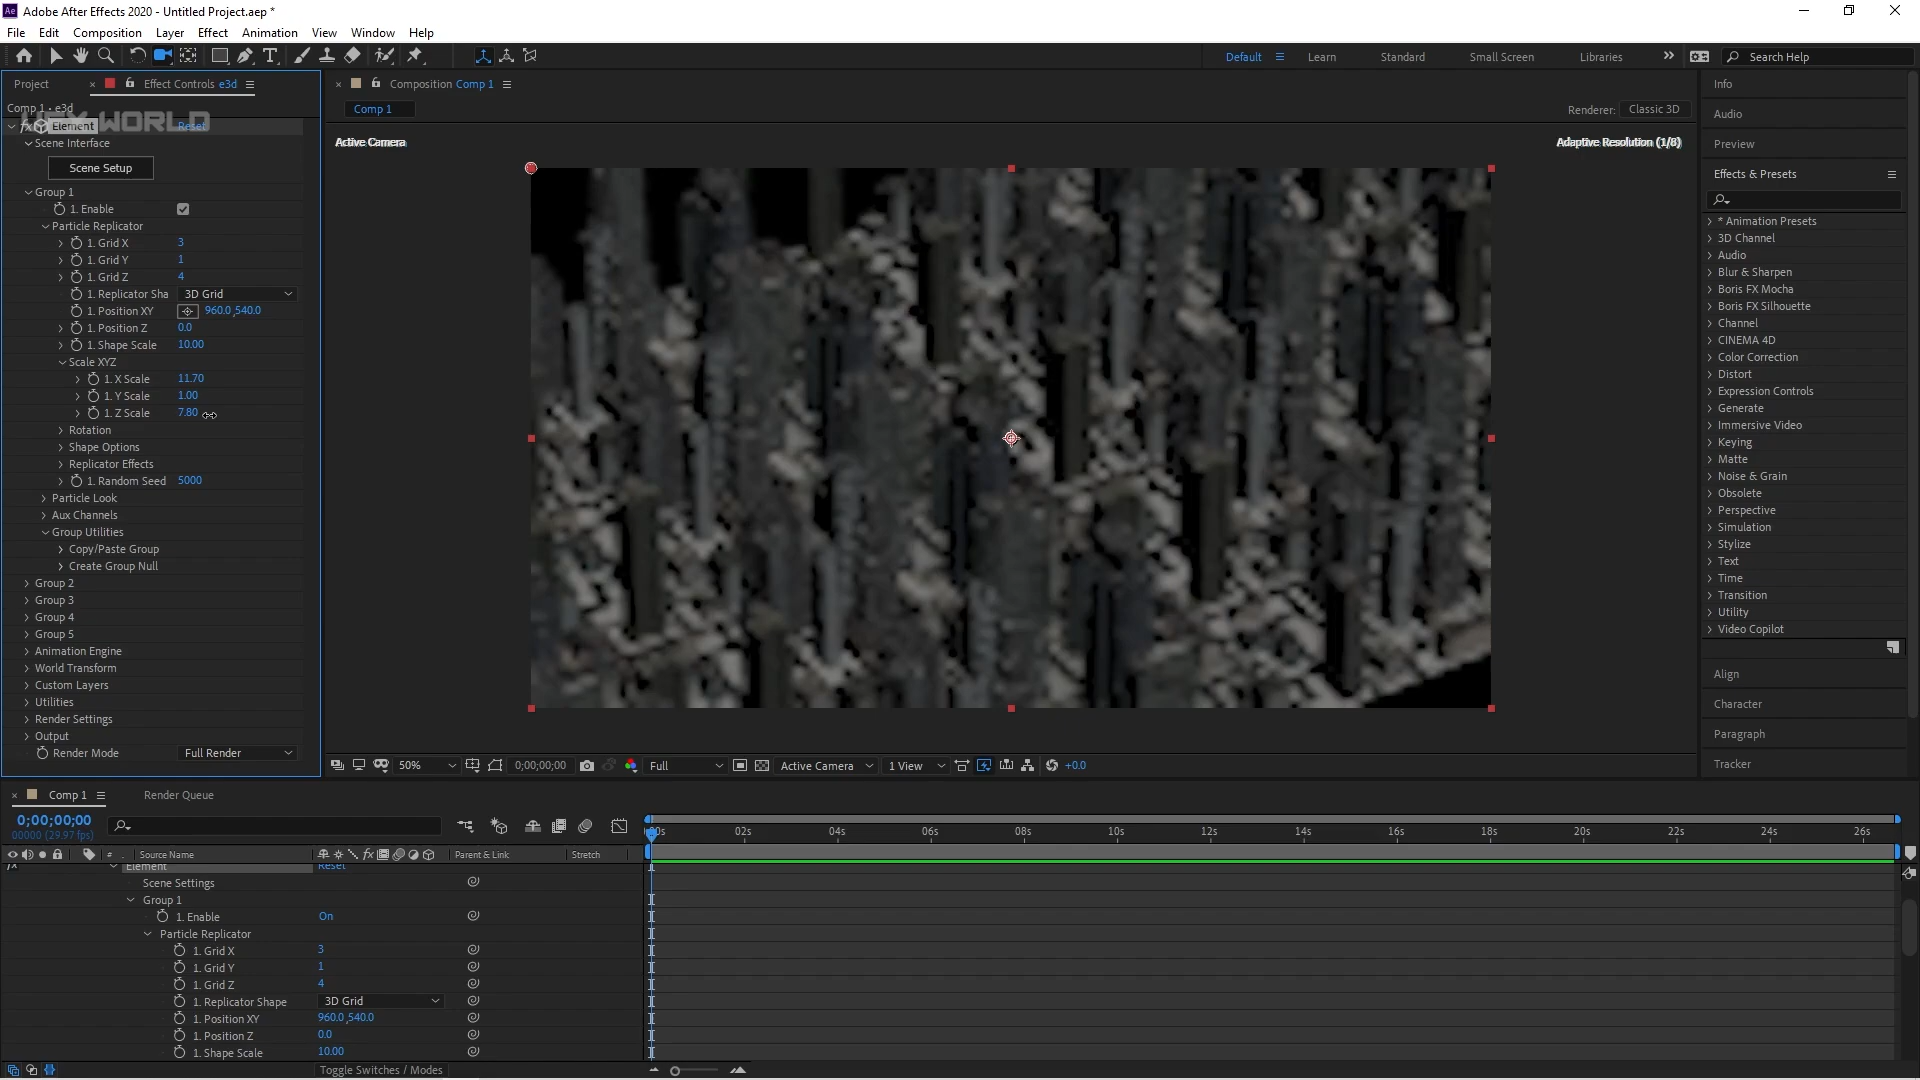 Adobe After Effects 2020 - Untitled Project.aep *
File Edit Composition Layer Effect Animation View Window Help
Default Learn Standard Small Screen Libraries Search Help
Project Effect Controls e3d
Composition Comp 1
Comp 1 • e3d
Comp 1
Renderer: Classic 3D
VFX WORLD
fx Element Reset
Scene Interface
Scene Setup
Group 1
1. Enable
Particle Replicator
1. Grid X 3
1. Grid Y 1
1. Grid Z 4
1. Replicator Sha 3D Grid
1. Position XY 960.0,540.0
1. Position Z 0.0
1. Shape Scale 10.00
Scale XYZ
1. X Scale 11.70
1. Y Scale 1.00
1. Z Scale 7.80
Rotation
Shape Options
Replicator Effects
1. Random Seed 5000
Particle Look
Aux Channels
Group Utilities
Copy/Paste Group
Create Group Null
Group 2
Group 3
Group 4
Group 5
Animation Engine
World Transform
Custom Layers
Utilities
Render Settings
Output
Render Mode Full Render
Active Camera
Adaptive Resolution (1/8)
50% 0;00;00;00 Full Active Camera 1 View +0.0
Info
Audio
Preview
Effects & Presets
* Animation Presets
3D Channel
Audio
Blur & Sharpen
Boris FX Mocha
Boris FX Silhouette
Channel
CINEMA 4D
Color Correction
Distort
Expression Controls
Generate
Immersive Video
Keying
Matte
Noise & Grain
Obsolete
Perspective
Simulation
Stylize
Text
Time
Transition
Utility
Video Copilot
Align
Character
Paragraph
Tracker
Comp 1 Render Queue
0;00;00;00
00000 (29.97 fps)
00s 02s 04s 06s 08s 10s 12s 14s 16s 18s 20s 22s 24s 26s
# Source Name fx Parent & Link Stretch
fx Element Reset
Scene Settings
Group 1
1. Enable On
Particle Replicator
1. Grid X 3
1. Grid Y 1
1. Grid Z 4
1. Replicator Shape 3D Grid
1. Position XY 960.0,540.0
1. Position Z 0.0
1. Shape Scale 10.00
Toggle Switches / Modes